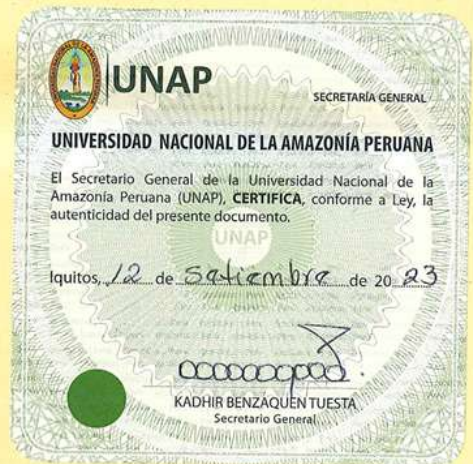 UNAP
SECRETARÍA GENERAL
UNIVERSIDAD NACIONAL DE LA AMAZONÍA PERUANA
El Secretario General de la Universidad Nacional de la
Amazonía Peruana (UNAP), CERTIFICA, conforme a Ley, la
autenticidad del presente documento.
UNAP
Iquitos, 12 de Setiembre de 20 23
KADHIR BENZAQUEN TUESTA
Secretario General